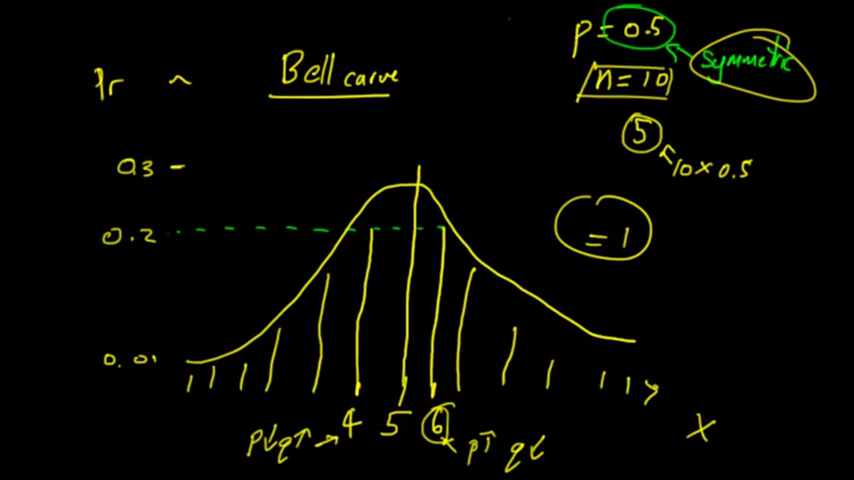 P = 0.5
Symmetric
Pr
Bell curve
n = 10
5
10 × 0.5
0.3
0.2
= 1
0.01
4 5 6
p↓q↑ → p↑ q↓
X